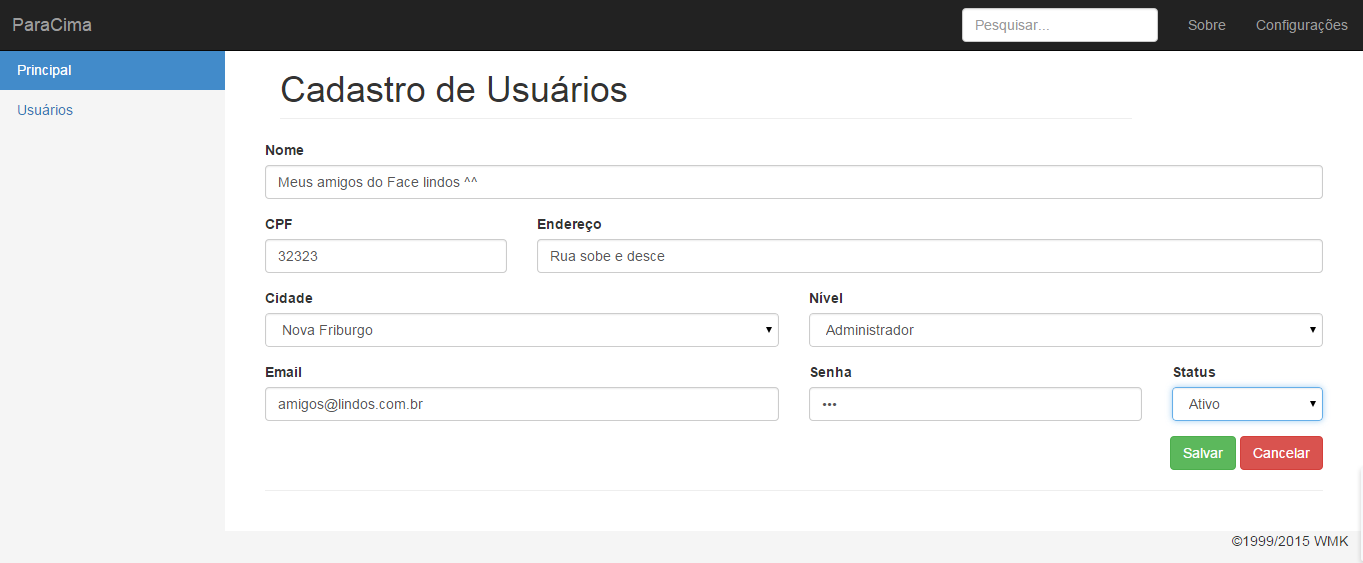 ParaCima Pesquisar... Sobre Configurações
Principal
Usuários
Cadastro de Usuários
Nome
Meus amigos do Face lindos ^^
CPF Endereço
32323 Rua sobe e desce
Cidade Nível
Nova Friburgo Administrador
Email Senha Status
amigos@lindos.com.br ••• Ativo
Salvar Cancelar
©1999/2015 WMK